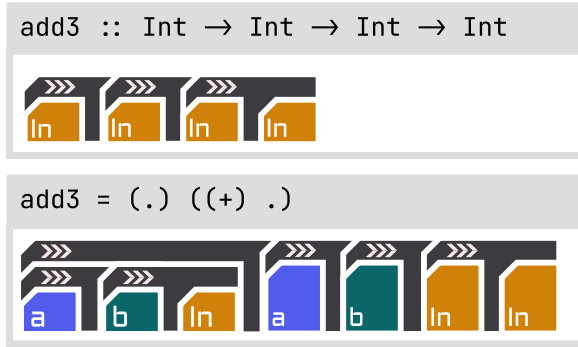 add3 :: Int → Int → Int → Int
>>> >>> >>>
In In In In
add3 = (.) ((+) .)
>>> >>> >>> >>>
>>> >>>
a b In a b In In